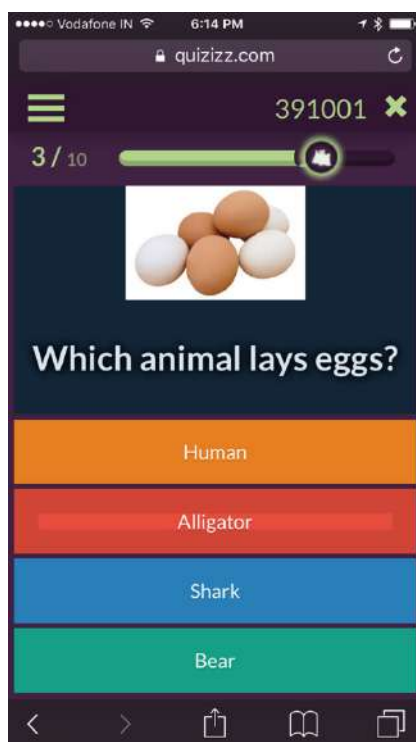 Vodafone IN 6:14 PM
quizizz.com
391001
3 / 10
Which animal lays eggs?
Human
Alligator
Shark
Bear